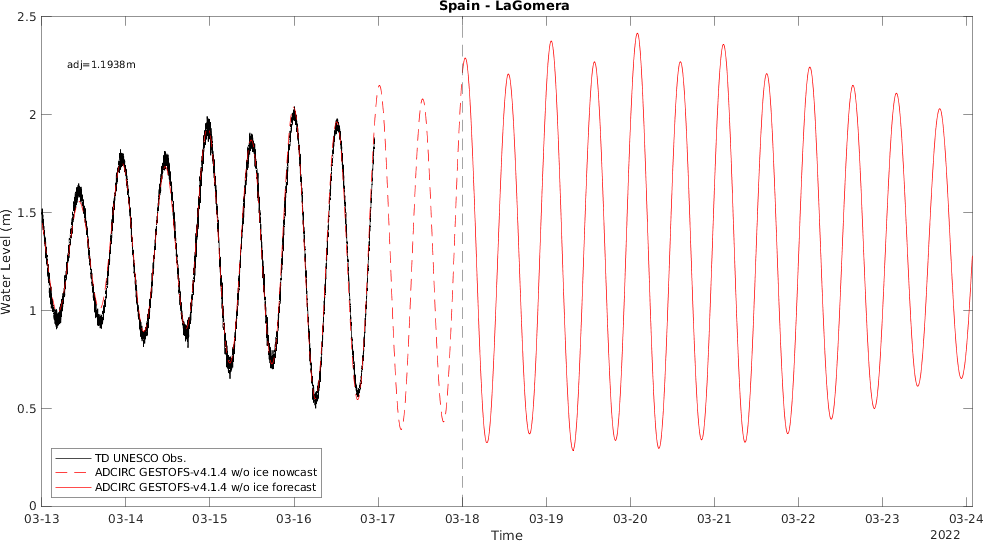 Spain - LaGomera
adj=1.1938m
Water Level (m)
2.5
2
1.5
1
0.5
0
TD UNESCO Obs.
ADCIRC GESTOFS-v4.1.4 w/o ice nowcast
ADCIRC GESTOFS-v4.1.4 w/o ice forecast
03-13 03-14 03-15 03-16 03-17 03-18 03-19 03-20 03-21 03-22 03-23 03-24
Time
2022